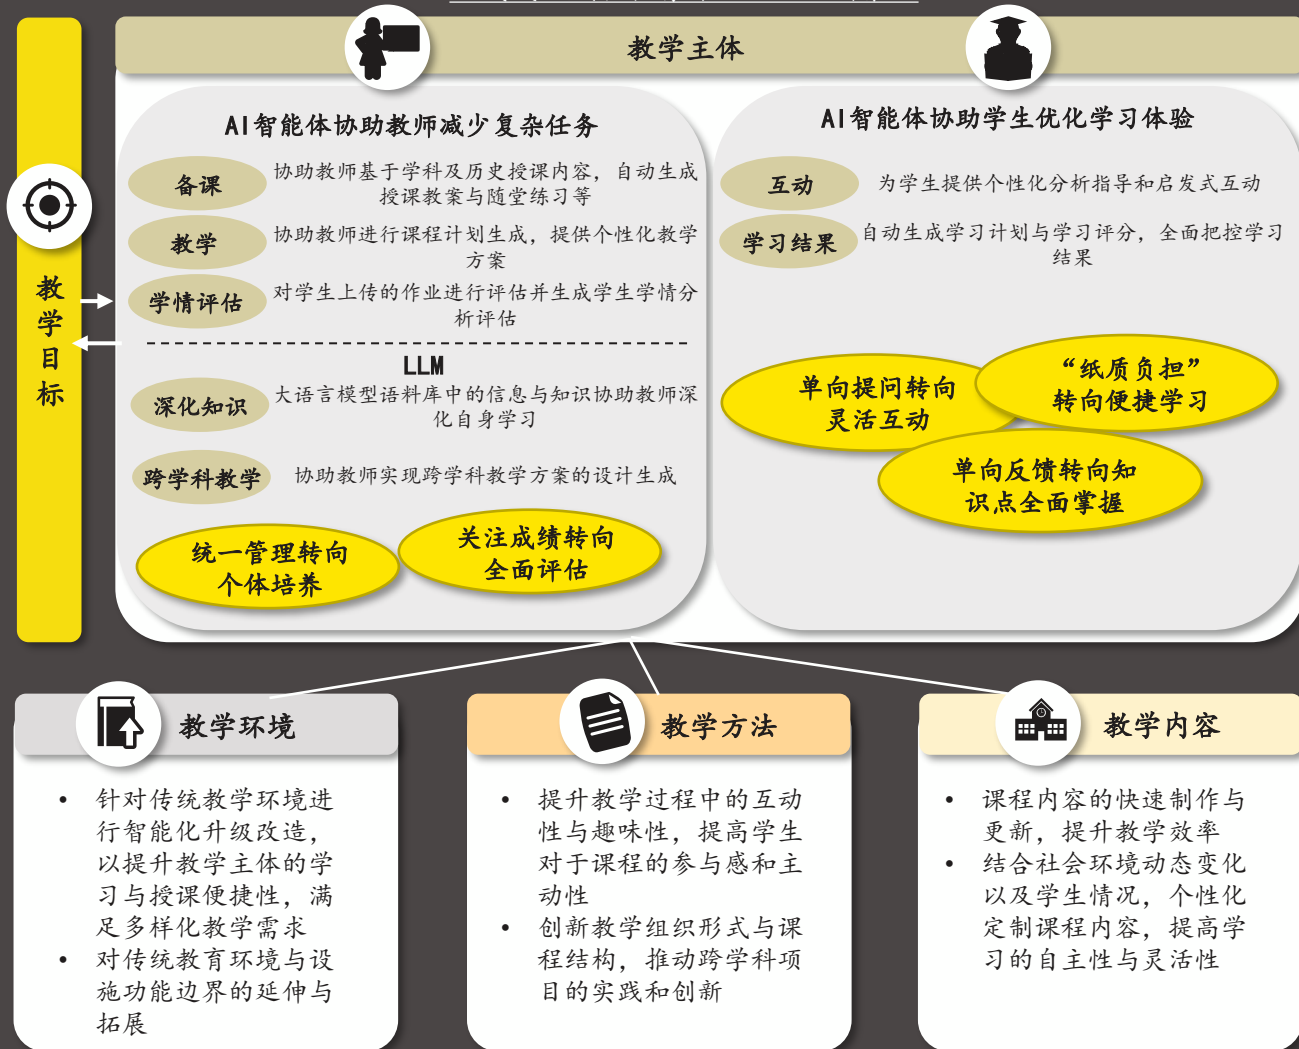 教学主体
教
学
目
标
AI智能体协助教师减少复杂任务
备课
协助教师基于学科及历史授课内容，自动生成
授课教案与随堂练习等
教学
协助教师进行课程计划生成，提供个性化教学
方案
学情评估
对学生上传的作业进行评估并生成学生学情分
析评估
LLM
深化知识
大语言模型语料库中的信息与知识协助教师深
化自身学习
跨学科教学
协助教师实现跨学科教学方案的设计生成
统一管理转向
个体培养
关注成绩转向
全面评估
AI智能体协助学生优化学习体验
互动
为学生提供个性化分析指导和启发式互动
学习结果
自动生成学习计划与学习评分，全面把控学习
结果
单向提问转向
灵活互动
“纸质负担”
转向便捷学习
单向反馈转向知
识点全面掌握
教学环境
• 针对传统教学环境进
行智能化升级改造，
以提升教学主体的学
习与授课便捷性，满
足多样化教学需求
• 对传统教育环境与设
施功能边界的延伸与
拓展
教学方法
• 提升教学过程中的互动
性与趣味性，提高学生
对于课程的参与感和主
动性
• 创新教学组织形式与课
程结构，推动跨学科项
目的实践和创新
教学内容
• 课程内容的快速制作与
更新，提升教学效率
• 结合社会环境动态变化
以及学生情况，个性化
定制课程内容，提高学
习的自主性与灵活性